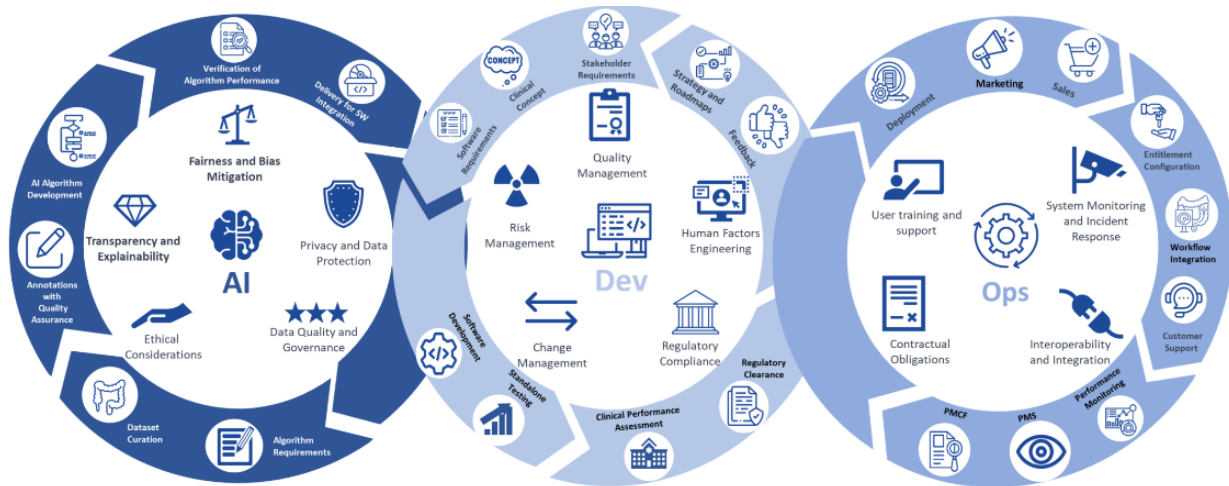 Verification of
Algorithm Performance
Delivery for SW
Integration
AI Algorithm
Development
Annotations with
Quality
Assurance
Dataset
Curation
Algorithm
Requirements
Fairness and Bias
Mitigation
Transparency and
Explainability
Privacy and Data
Protection
AI
Ethical
Considerations
Data Quality and
Governance
Software
Requirements
Clinical
Concept
CONCEPT
Stakeholder
Requirements
Strategy and
Roadmaps
Feedback
Quality
Management
Risk
Management
Human Factors
Engineering
Dev
Change
Management
Regulatory
Compliance
Software
Development
Standalone
Testing
Clinical Performance
Assessment
Regulatory
Clearance
Deployment
Marketing
Sales
Entitlement
Configuration
Workflow
Integration
Customer
Support
Performance
Monitoring
PMS
PMCF
User training and
support
System Monitoring
and Incident
Response
Ops
Contractual
Obligations
Interoperability
and Integration